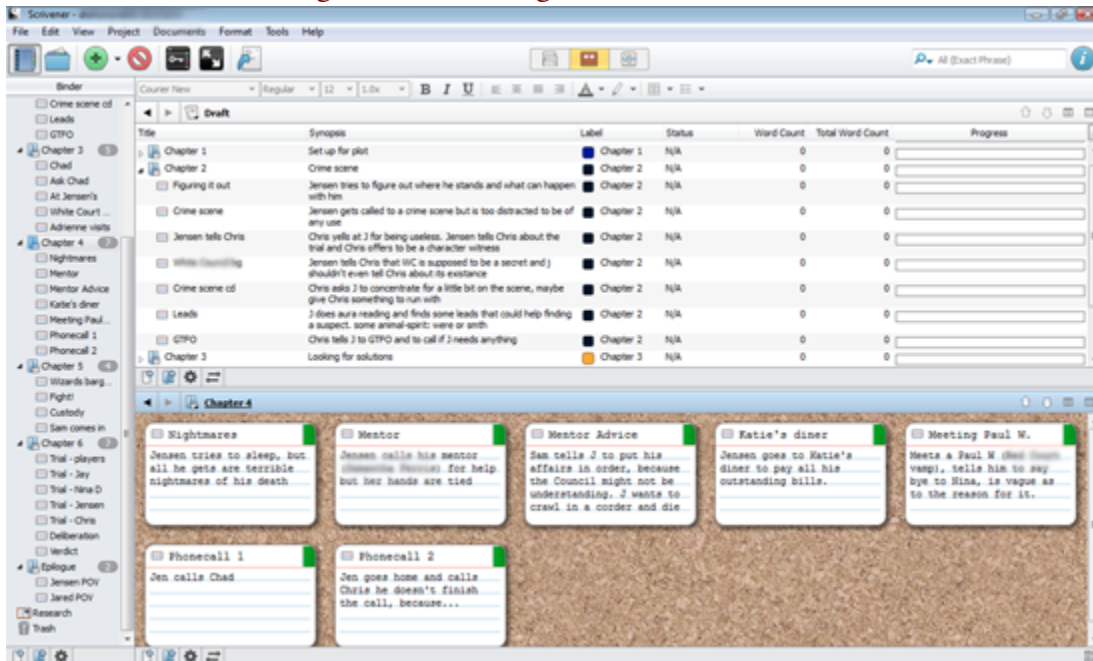 Scrivener -
File Edit View Project Documents Format Tools Help
All (Exact Phrase)
Binder
Courier New Regular 12 1.0x B I U A
Crime scene cd
Leads
GTFO
Chapter 3 5
Chad
Ask Chad
At Jensen's
White Court ...
Adrienne visits
Chapter 4 7
Nightmares
Mentor
Mentor Advice
Katie's diner
Meeting Paul...
Phonecall 1
Phonecall 2
Chapter 5 4
Wizards barg...
Fight!
Custody
Sam comes in
Chapter 6 7
Trial - players
Trial - Jay
Trial - Nina D
Trial - Jensen
Trial - Chris
Deliberation
Verdict
Epilogue 2
Jensen POV
Jared POV
Research
Trash
Draft
Title Synopsis Label Status Word Count Total Word Count Progress
Chapter 1 Set up for plot Chapter 1 N/A 0 0
Chapter 2 Crime scene Chapter 2 N/A 0 0
Figuring it out Jensen tries to figure out where he stands and what can happen Chapter 2 N/A 0 0
with him
Crime scene Jensen gets called to a crime scene but is too distracted to be of Chapter 2 N/A 0 0
any use
Jensen tells Chris Chris yells at J for being useless. Jensen tells Chris about the Chapter 2 N/A 0 0
trial and Chris offers to be a character witness
Jensen tells Chris that WC is supposed to be a secret and j Chapter 2 N/A 0 0
shouldn't even tell Chris about its existance
Crime scene cd Chris asks J to concentrate for a little bit on the scene, maybe Chapter 2 N/A 0 0
give Chris something to run with
Leads J does aura reading and finds some leads that could help finding Chapter 2 N/A 0 0
a suspect. some animal-spirit: were or smth
GTFO Chris tells J to GTFO and to call if J needs anything Chapter 2 N/A 0 0
Chapter 3 Looking for solutions Chapter 3 N/A 0 0
Chapter 4
Nightmares
Jensen tries to sleep, but
all he gets are terrible
nightmares of his death
Mentor
Jensen calls his mentor
for help
but her hands are tied
Mentor Advice
Sam tells J to put his
affairs in order, because
the Council might not be
understanding. J wants to
crawl in a corder and die
Katie's diner
Jensen goes to Katie's
diner to pay all his
outstanding bills.
Meeting Paul W.
Meets a Paul W
vamp), tells him to say
bye to Nina, is vague as
to the reason for it.
Phonecall 1
Jen calls Chad
Phonecall 2
Jen goes home and calls
Chris he doesn't finish
the call, because...